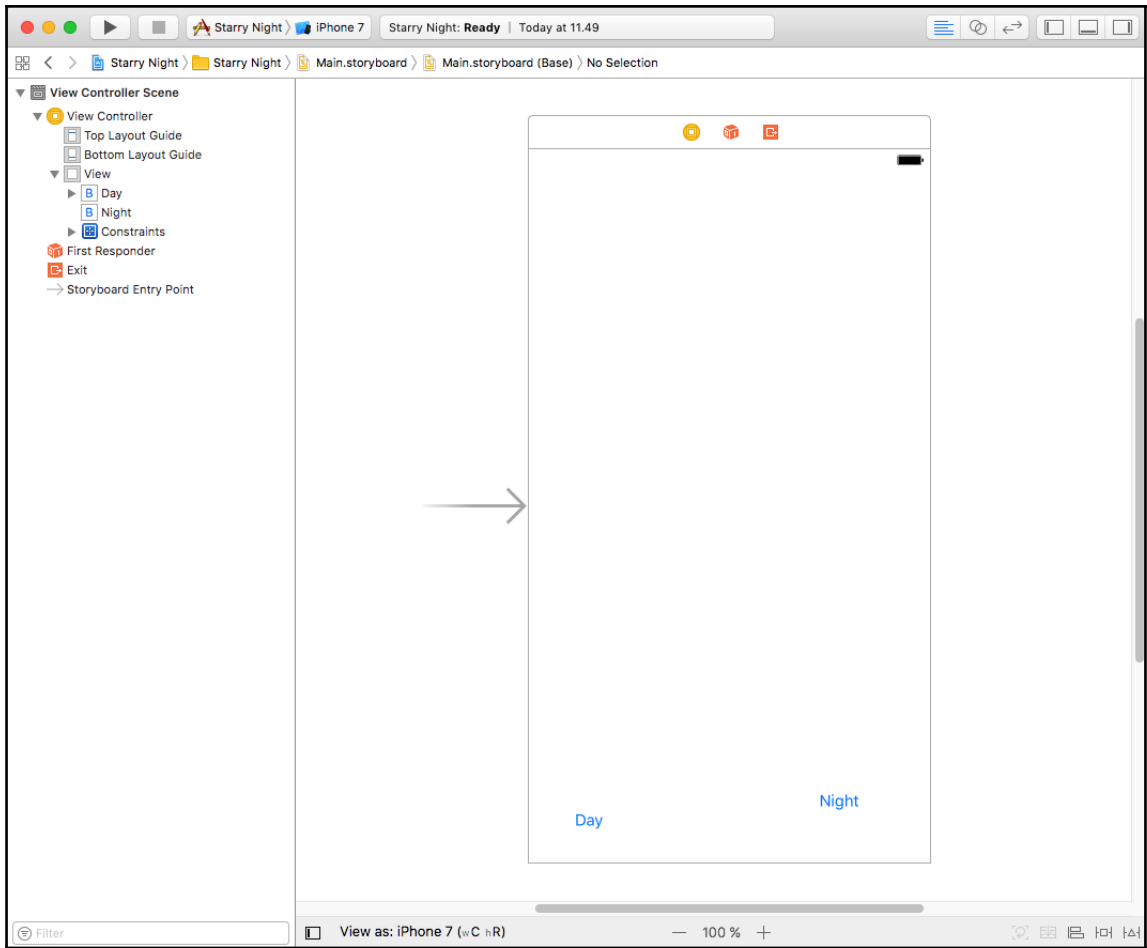 Starry Night 〉 iPhone 7 Starry Night: Ready | Today at 11.49
Starry Night 〉 Starry Night 〉 Main.storyboard 〉 Main.storyboard (Base) 〉 No Selection
View Controller Scene
View Controller
Top Layout Guide
Bottom Layout Guide
View
B Day
B Night
Constraints
First Responder
Exit
Storyboard Entry Point
Night
Day
Filter
View as: iPhone 7 (wC hR) — 100 % +